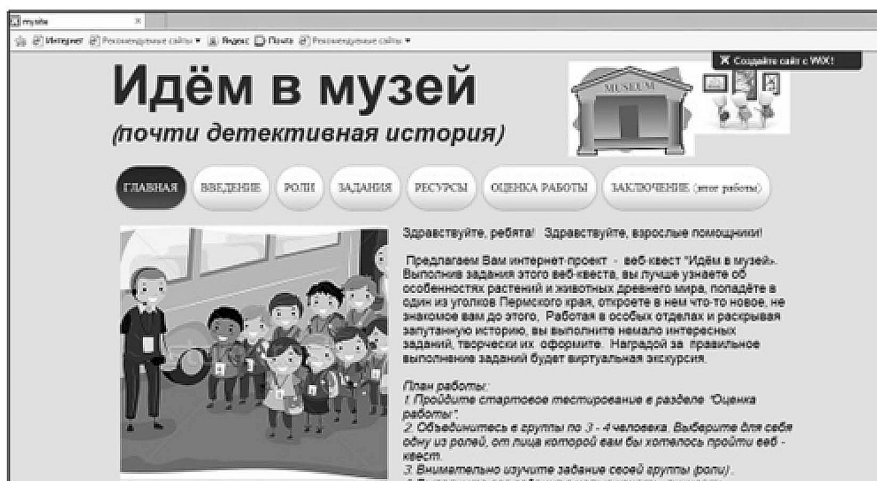 mysite
Интернет Рекомендуемые сайты Яндекс Почта Рекомендуемые сайты
Создайте сайт с WIX!
Идём в музей
(почти детективная история)
MUSEUM
ГЛАВНАЯ ВВЕДЕНИЕ РОЛИ ЗАДАНИЯ РЕСУРСЫ ОЦЕНКА РАБОТЫ ЗАКЛЮЧЕНИЕ (итог работы)
Здравствуйте, ребята! Здравствуйте, взрослые помощники!
Предлагаем Вам интернет-проект - веб-квест "Идём в музей».
Выполнив задания этого веб-квеста, вы лучше узнаете об
особенностях растений и животных древнего мира, попадёте в
один из уголков Пермского края, откроете в нем что-то новое, не
знакомое вам до этого, Работая в особых отделах и раскрывая
запутанную историю, вы выполните немало интересных
заданий, творчески их оформите. Наградой за правильное
выполнение заданий будет виртуальная экскурсия.
План работы:
1. Пройдите стартовое тестирование в разделе "Оценка
работы".
2. Объединитесь в группы по 3 - 4 человека. Выберите для себя
одну из ролей, от лица которой вам бы хотелось пройти веб -
квест.
3. Внимательно изучите задание своей группы (роли).